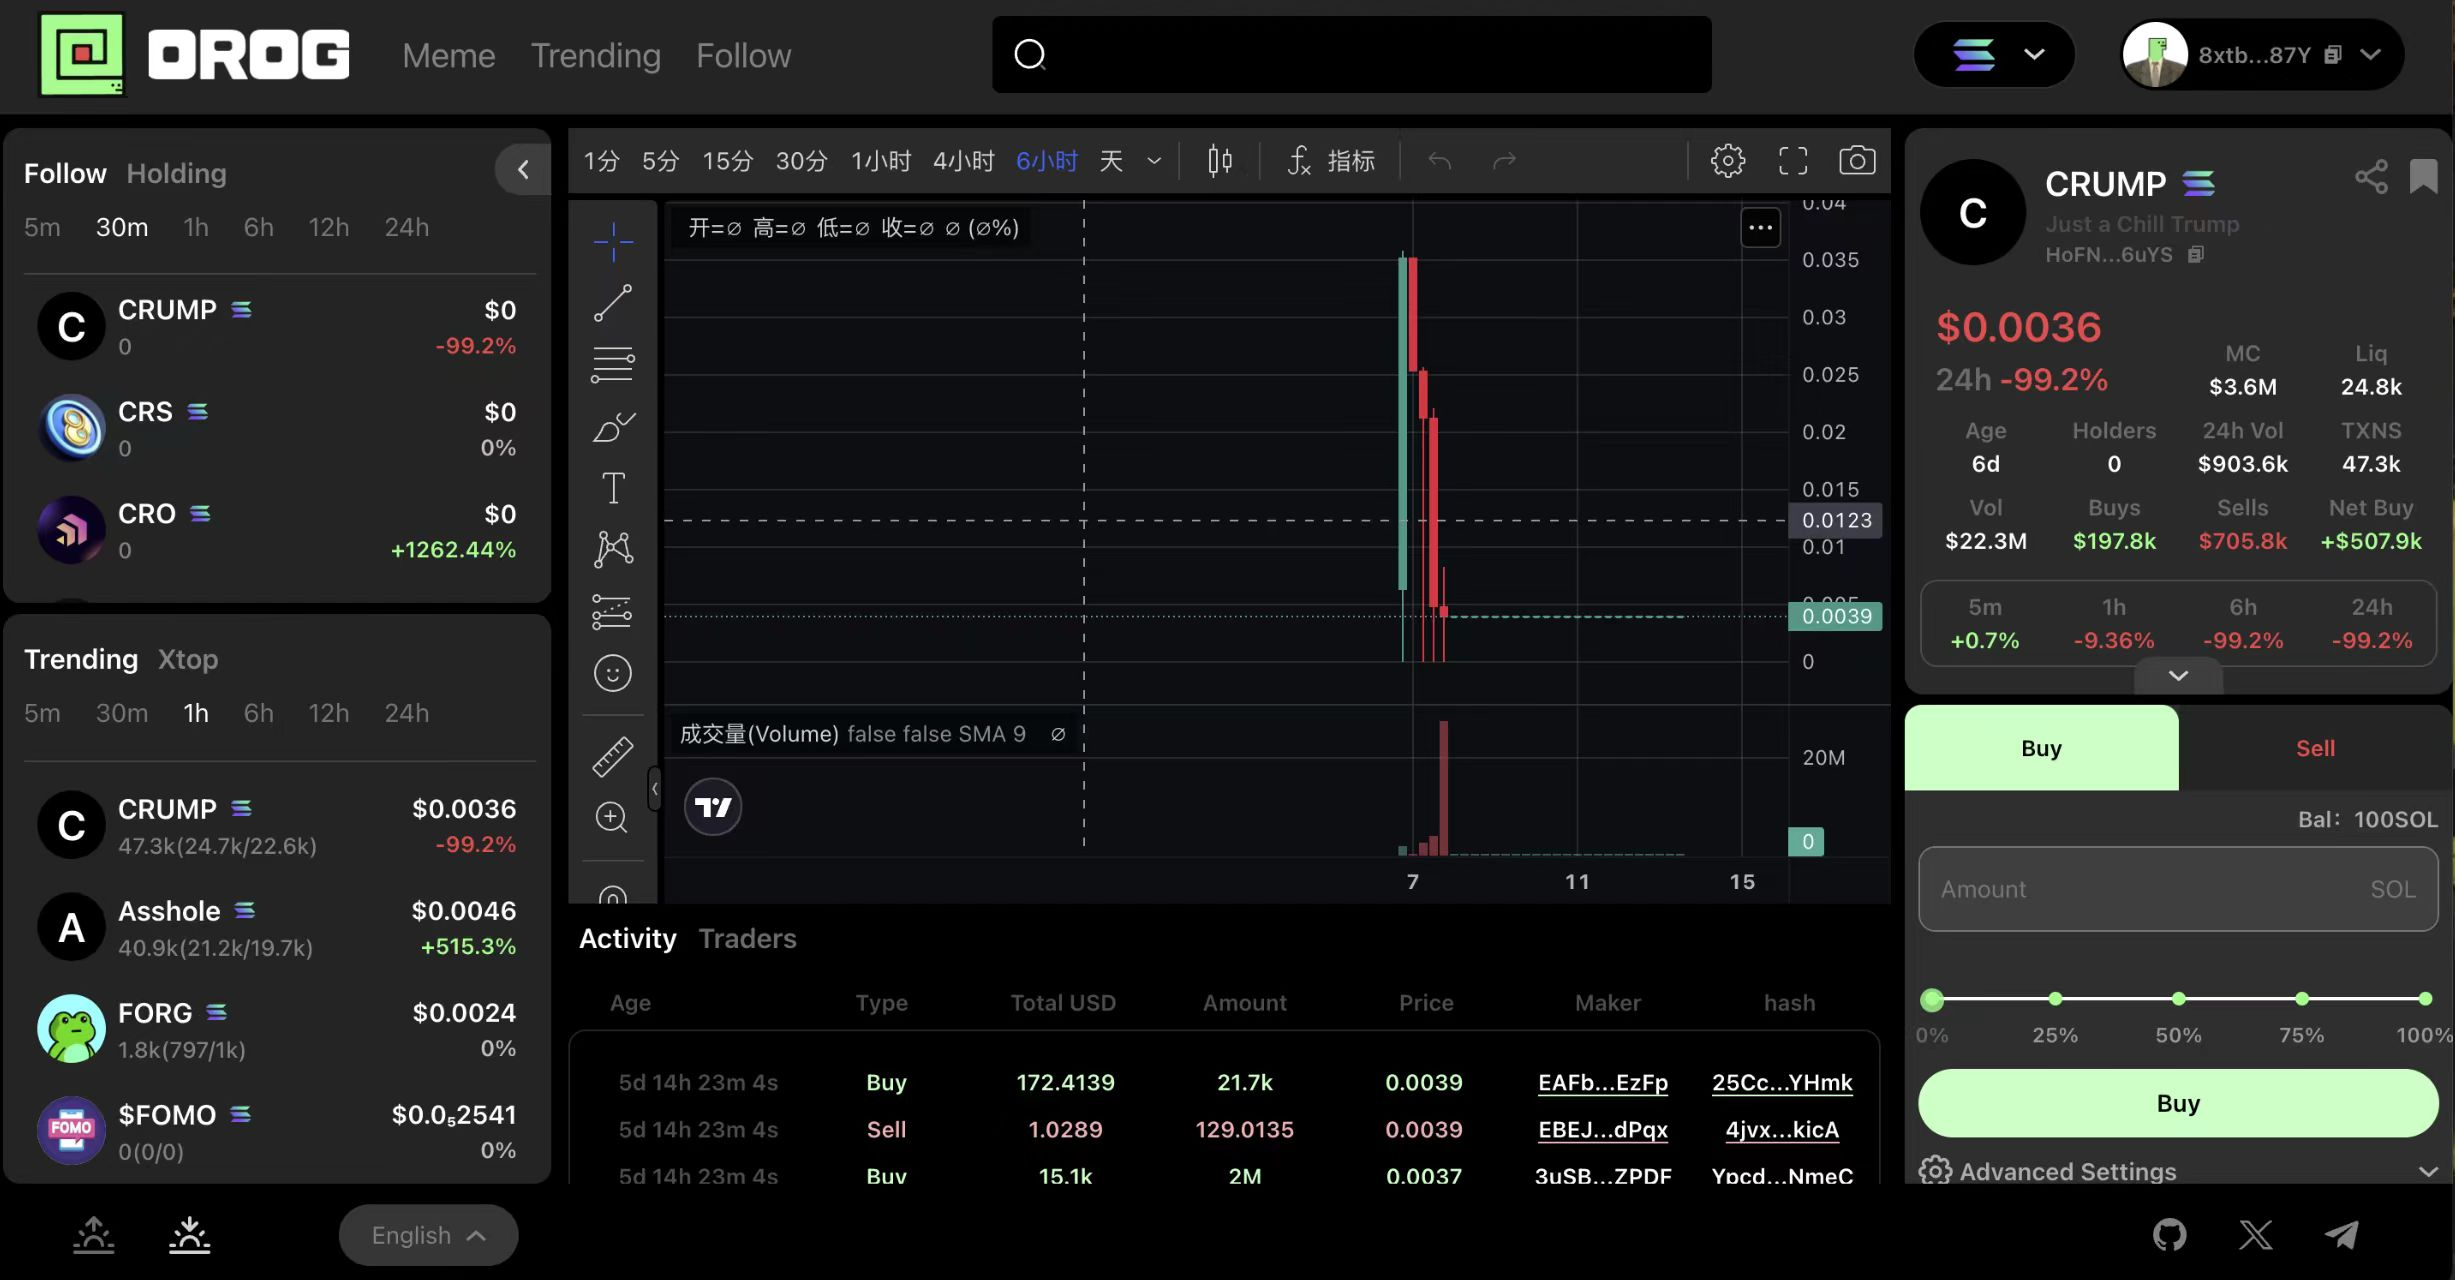 OROG
Meme Trending Follow
8xtb...87Y
Follow Holding
5m 30m 1h 6h 12h 24h
CRUMP $0
0 -99.2%
CRS $0
0 0%
CRO $0
0 +1262.44%
Trending Xtop
5m 30m 1h 6h 12h 24h
C CRUMP $0.0036
47.3k(24.7k/22.6k) -99.2%
A Asshole $0.0046
40.9k(21.2k/19.7k) +515.3%
FORG $0.0024
1.8k(797/1k) 0%
FOMO $FOMO $0.0₅2541
0(0/0) 0%
English
1分 5分 15分 30分 1小时 4小时 6小时 天 指标
开=∅ 高=∅ 低=∅ 收=∅ ∅ (∅%)
0.04
0.035
0.03
0.025
0.02
0.015
0.0123
0.01
0.005
0.0039
0
成交量(Volume) false false SMA 9 ∅
20M
0
7 11 15
Activity Traders
Age Type Total USD Amount Price Maker hash
5d 14h 23m 4s Buy 172.4139 21.7k 0.0039 EAFb...EzFp 25Cc...YHmk
5d 14h 23m 4s Sell 1.0289 129.0135 0.0039 EBEJ...dPqx 4jvx...kicA
5d 14h 23m 4s Buy 15.1k 2M 0.0037 3uSB...ZPDF Ypcd...NmeC
C CRUMP
Just a Chill Trump
HoFN...6uYS
$0.0036
24h -99.2%
MC Liq
$3.6M 24.8k
Age Holders 24h Vol TXNS
6d 0 $903.6k 47.3k
Vol Buys Sells Net Buy
$22.3M $197.8k $705.8k +$507.9k
5m 1h 6h 24h
+0.7% -9.36% -99.2% -99.2%
Buy Sell
Bal: 100SOL
Amount SOL
0% 25% 50% 75% 100%
Buy
Advanced Settings